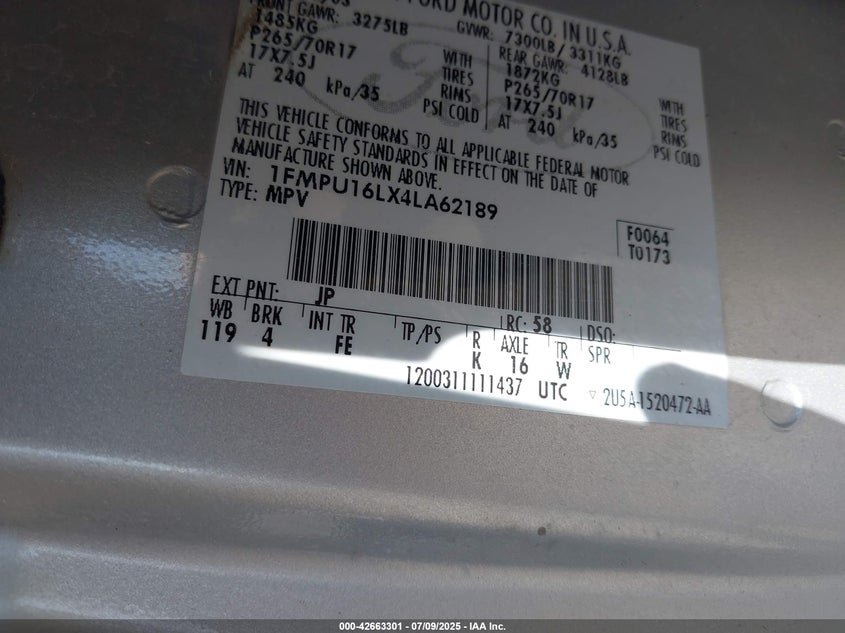 FORD MOTOR CO. IN U.S.A.
FRONT GAWR: 3275LB
1485KG
P265/70R17
17X7.5J
AT 240 kPa/35
WITH
TIRES
RIMS
PSI COLD
GVWR: 7300LB/3311KG
REAR GAWR: 4128LB
1872KG
P265/70R17
17X7.5J
AT 240 kPa/35
WITH
TIRES
RIMS
PSI COLD
THIS VEHICLE CONFORMS TO ALL APPLICABLE FEDERAL MOTOR
VEHICLE SAFETY STANDARDS IN EFFECT ON THE DATE OF
MANUFACTURE SHOWN ABOVE.
VIN: 1FMPU16LX4LA62189
TYPE: MPV
F0064
T0173
EXT PNT: JP RC: 58 DSO:
WB BRK INT TR TP/PS R AXLE TR SPR
119 4 FE K 16 W
1200311111437 UTC ▽ 2U5A-1520472-AA
Ford
000-42663301 / 07/09/2025 - IAA Inc.